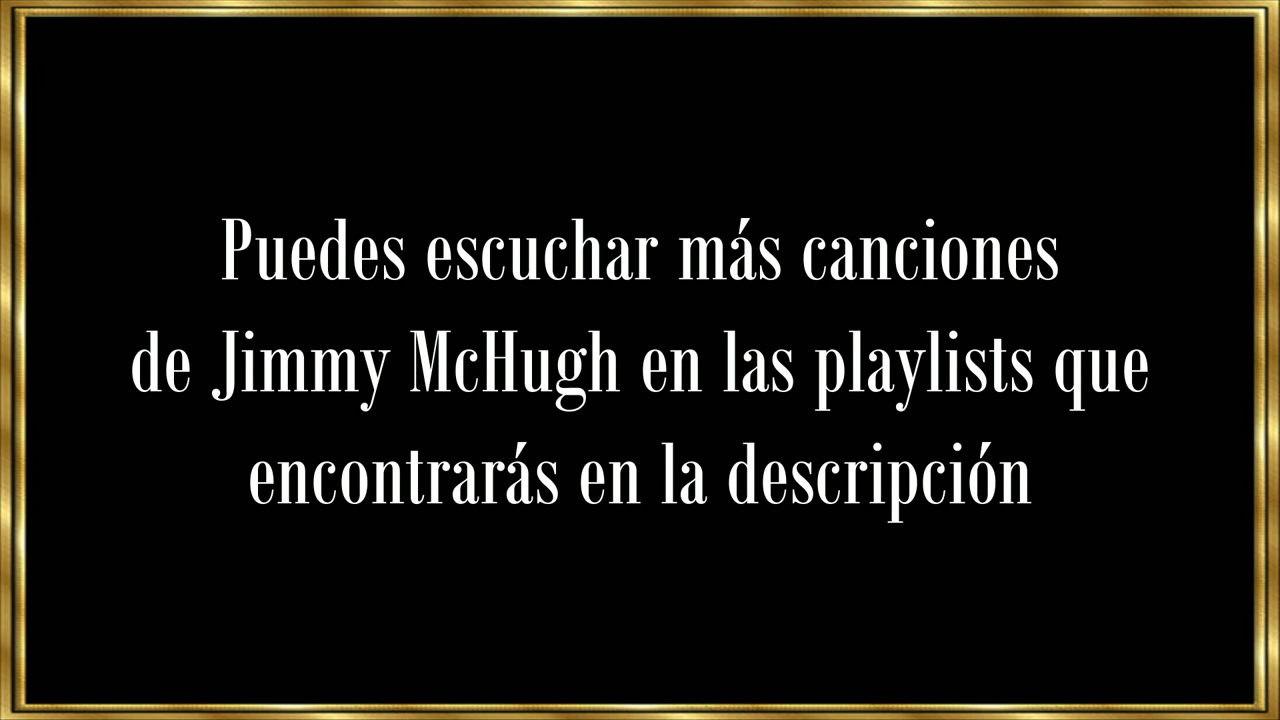 Puedes escuchar más canciones
de Jimmy McHugh en las playlists que
encontrarás en la descripción